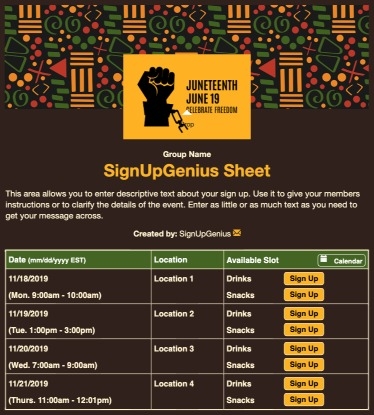 JUNETEENTH
JUNE 19
CELEBRATE FREEDOM
Group Name
SignUpGenius Sheet
This area allows you to enter descriptive text about your sign up. Use it to give your members
instructions or to clarify the details of the event. Enter as little or as much text as you need to
get your message across.
Created by: SignUpGenius
Date (mm/dd/yyyy EST) Location Available Slot Calendar
11/18/2019 Location 1 Drinks Sign Up
(Mon. 9:00am - 10:00am) Snacks Sign Up
11/19/2019 Location 2 Drinks Sign Up
(Tue. 1:00pm - 3:00pm) Snacks Sign Up
11/20/2019 Location 3 Drinks Sign Up
(Wed. 7:00am - 9:00am) Snacks Sign Up
11/21/2019 Location 4 Drinks Sign Up
(Thurs. 11:00am - 12:01pm) Snacks Sign Up